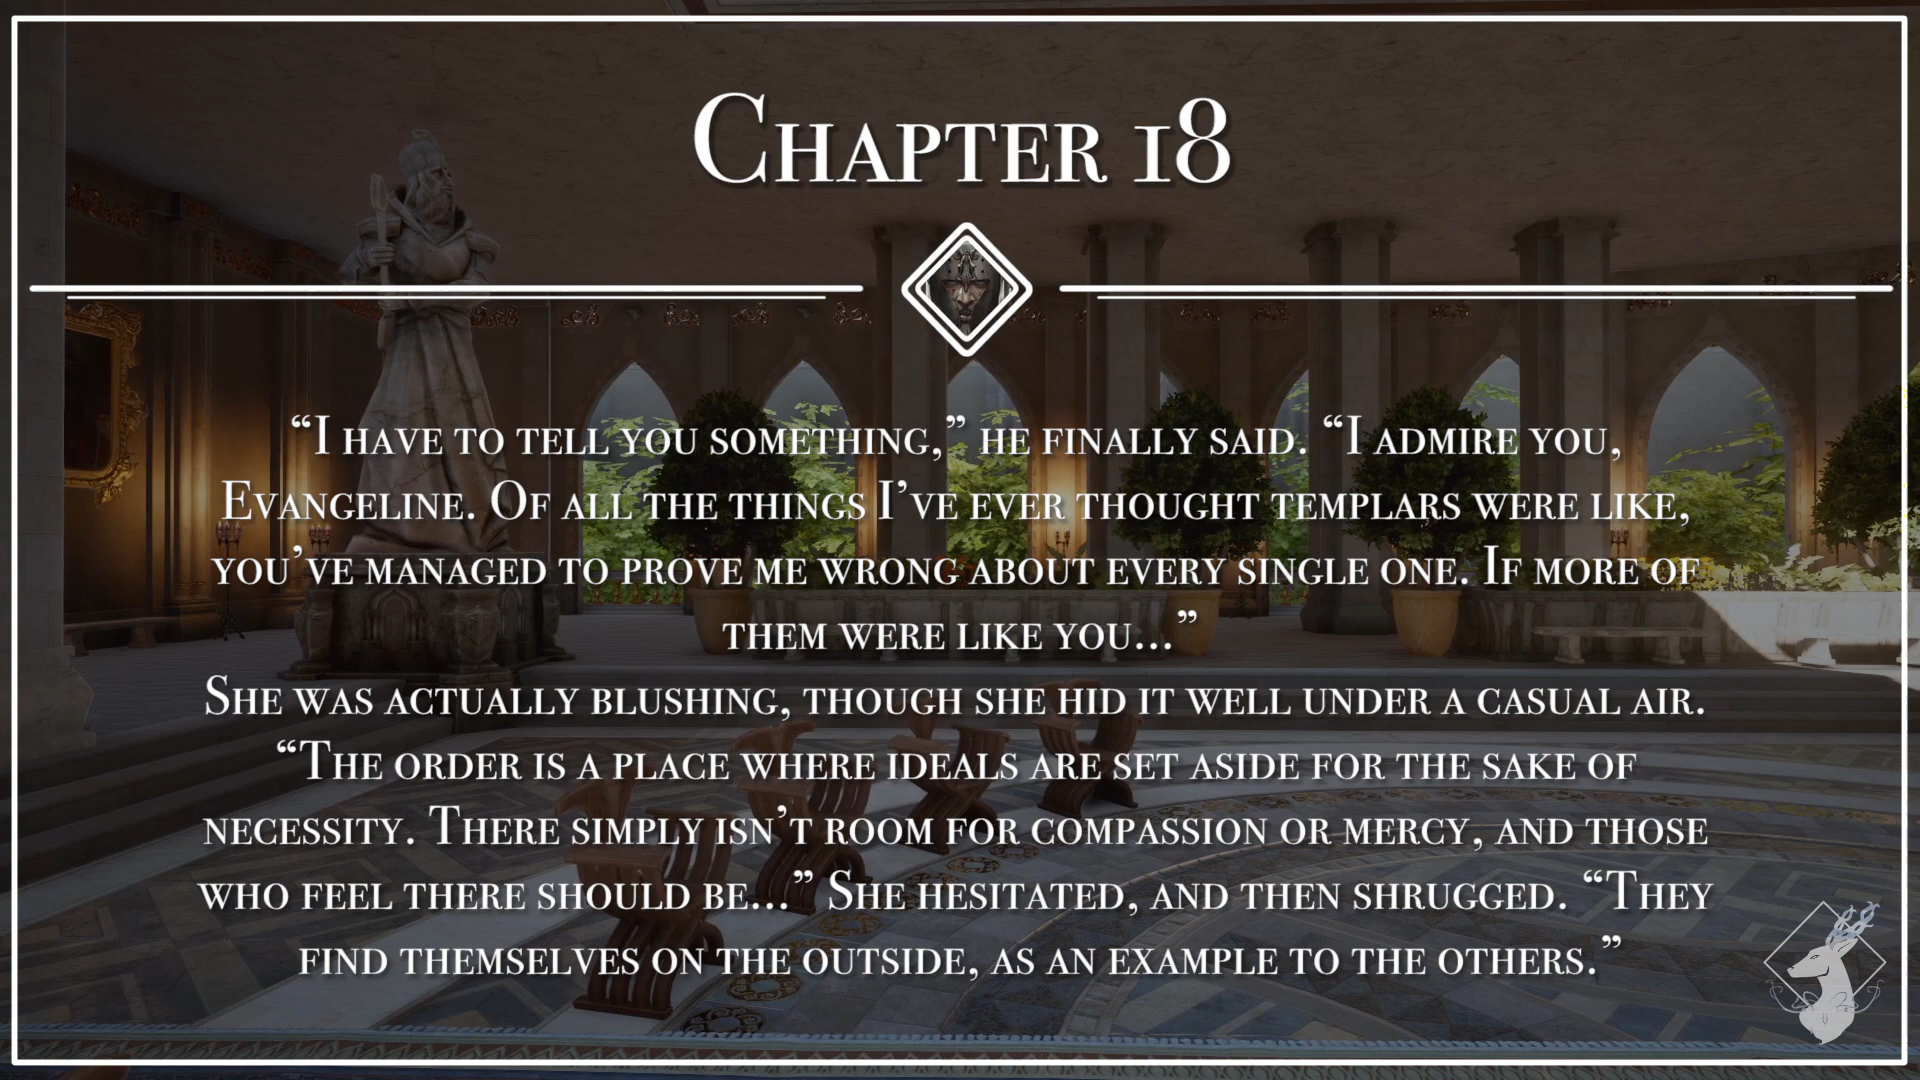 Chapter 18
“I have to tell you something,” he finally said. “I admire you,
Evangeline. Of all the things I’ve ever thought templars were like,
you’ve managed to prove me wrong about every single one. If more of
them were like you...”
She was actually blushing, though she hid it well under a casual air.
“The order is a place where ideals are set aside for the sake of
necessity. There simply isn’t room for compassion or mercy, and those
who feel there should be...” She hesitated, and then shrugged. “They
find themselves on the outside, as an example to the others.”